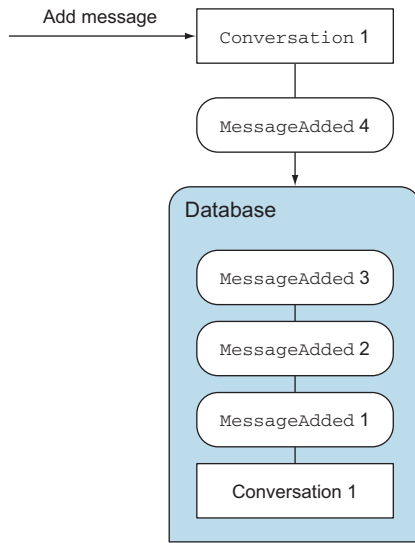 Add message
Conversation 1
MessageAdded 4
Database
MessageAdded 3
MessageAdded 2
MessageAdded 1
Conversation 1